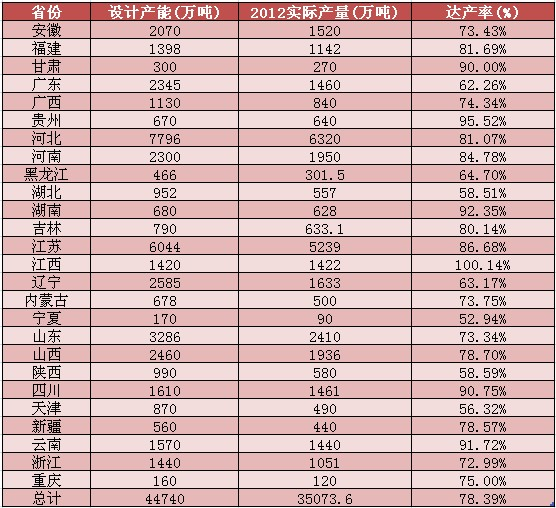 省份 设计产能(万吨) 2012实际产量(万吨) 达产率(%)
安徽 2070 1520 73.43%
福建 1398 1142 81.69%
甘肃 300 270 90.00%
广东 2345 1460 62.26%
广西 1130 840 74.34%
贵州 670 640 95.52%
河北 7796 6320 81.07%
河南 2300 1950 84.78%
黑龙江 466 301.5 64.70%
湖北 952 557 58.51%
湖南 680 628 92.35%
吉林 790 633.1 80.14%
江苏 6044 5239 86.68%
江西 1420 1422 100.14%
辽宁 2585 1633 63.17%
内蒙古 678 500 73.75%
宁夏 170 90 52.94%
山东 3286 2410 73.34%
山西 2460 1936 78.70%
陕西 990 580 58.59%
四川 1610 1461 90.75%
天津 870 490 56.32%
新疆 560 440 78.57%
云南 1570 1440 91.72%
浙江 1440 1051 72.99%
重庆 160 120 75.00%
总计 44740 35073.6 78.39%